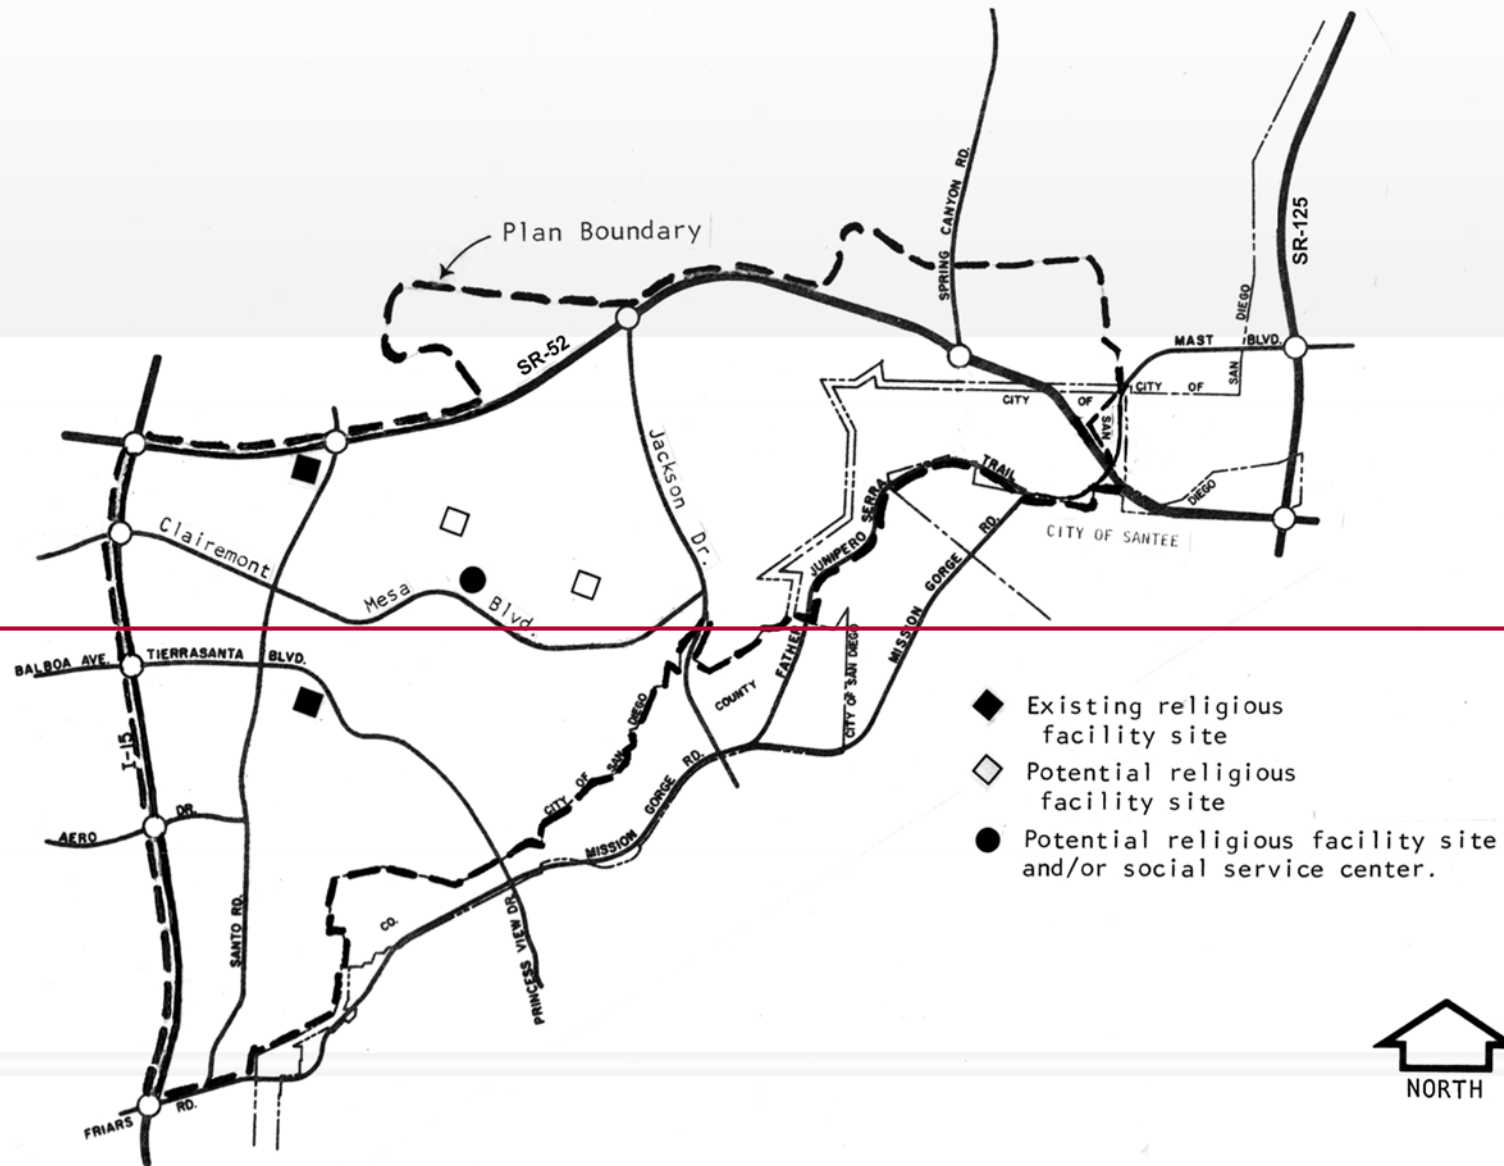 Plan Boundary
SPRING CANYON RD.
SR-125
SR-52
DIEGO
SAN
MAST BLVD.
CITY OF
CITY OF
SAN
DIEGO
Jackson Dr.
TRAIL
JUNIPERO SERRA
FATHER
CITY OF SANTEE
Clairemont
Mesa Blvd.
MISSION GORGE RD.
BALBOA AVE.
TIERRASANTA BLVD.
I-15
COUNTY
CITY OF SAN DIEGO
CITY OF SAN DIEGO
Existing religious
facility site
Potential religious
facility site
Potential religious facility site
and/or social service center.
AERO DR.
MISSION GORGE RD.
SANTO RD.
CO.
PRINCESS VIEW DR.
FRIARS RD.
NORTH